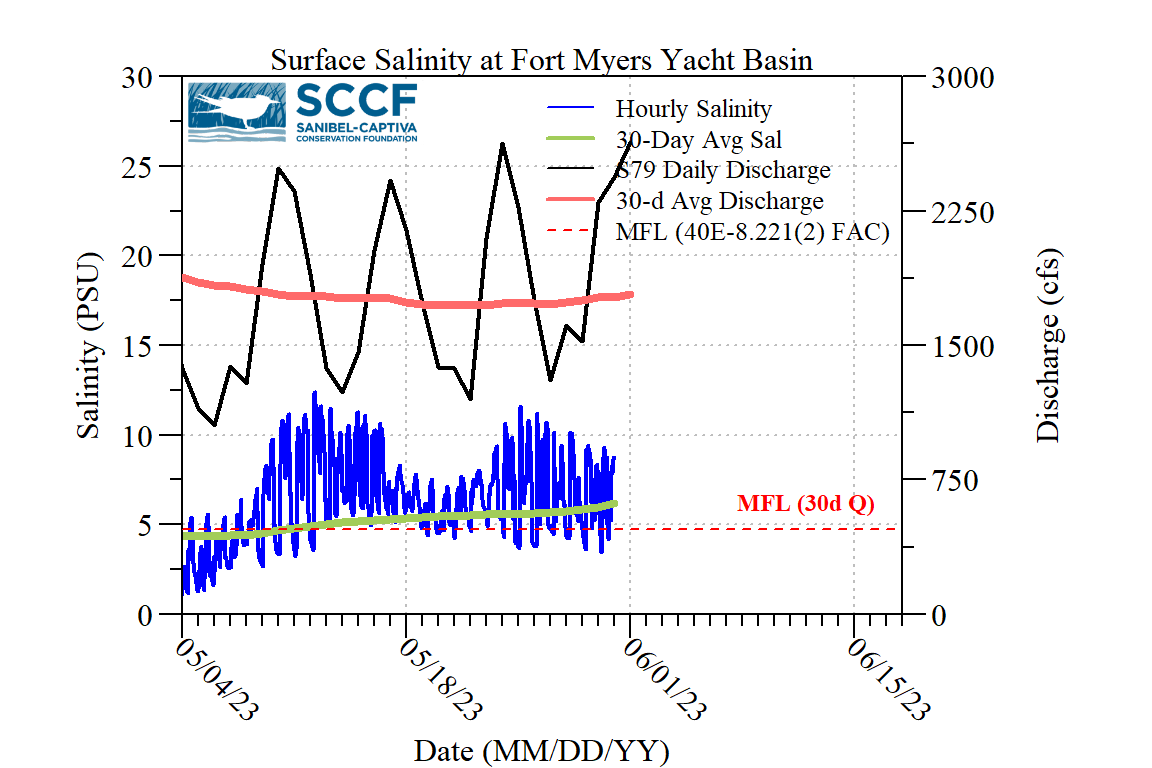 Surface Salinity at Fort Myers Yacht Basin
SCCF
SANIBEL-CAPTIVA
CONSERVATION FOUNDATION
Hourly Salinity
30-Day Avg Sal
S79 Daily Discharge
30-d Avg Discharge
MFL (40E-8.221(2) FAC)
MFL (30d Q)
Salinity (PSU)
30
25
20
15
10
5
0
3000
2250
1500
750
0
Discharge (cfs)
05/04/23
05/18/23
06/01/23
06/15/23
Date (MM/DD/YY)